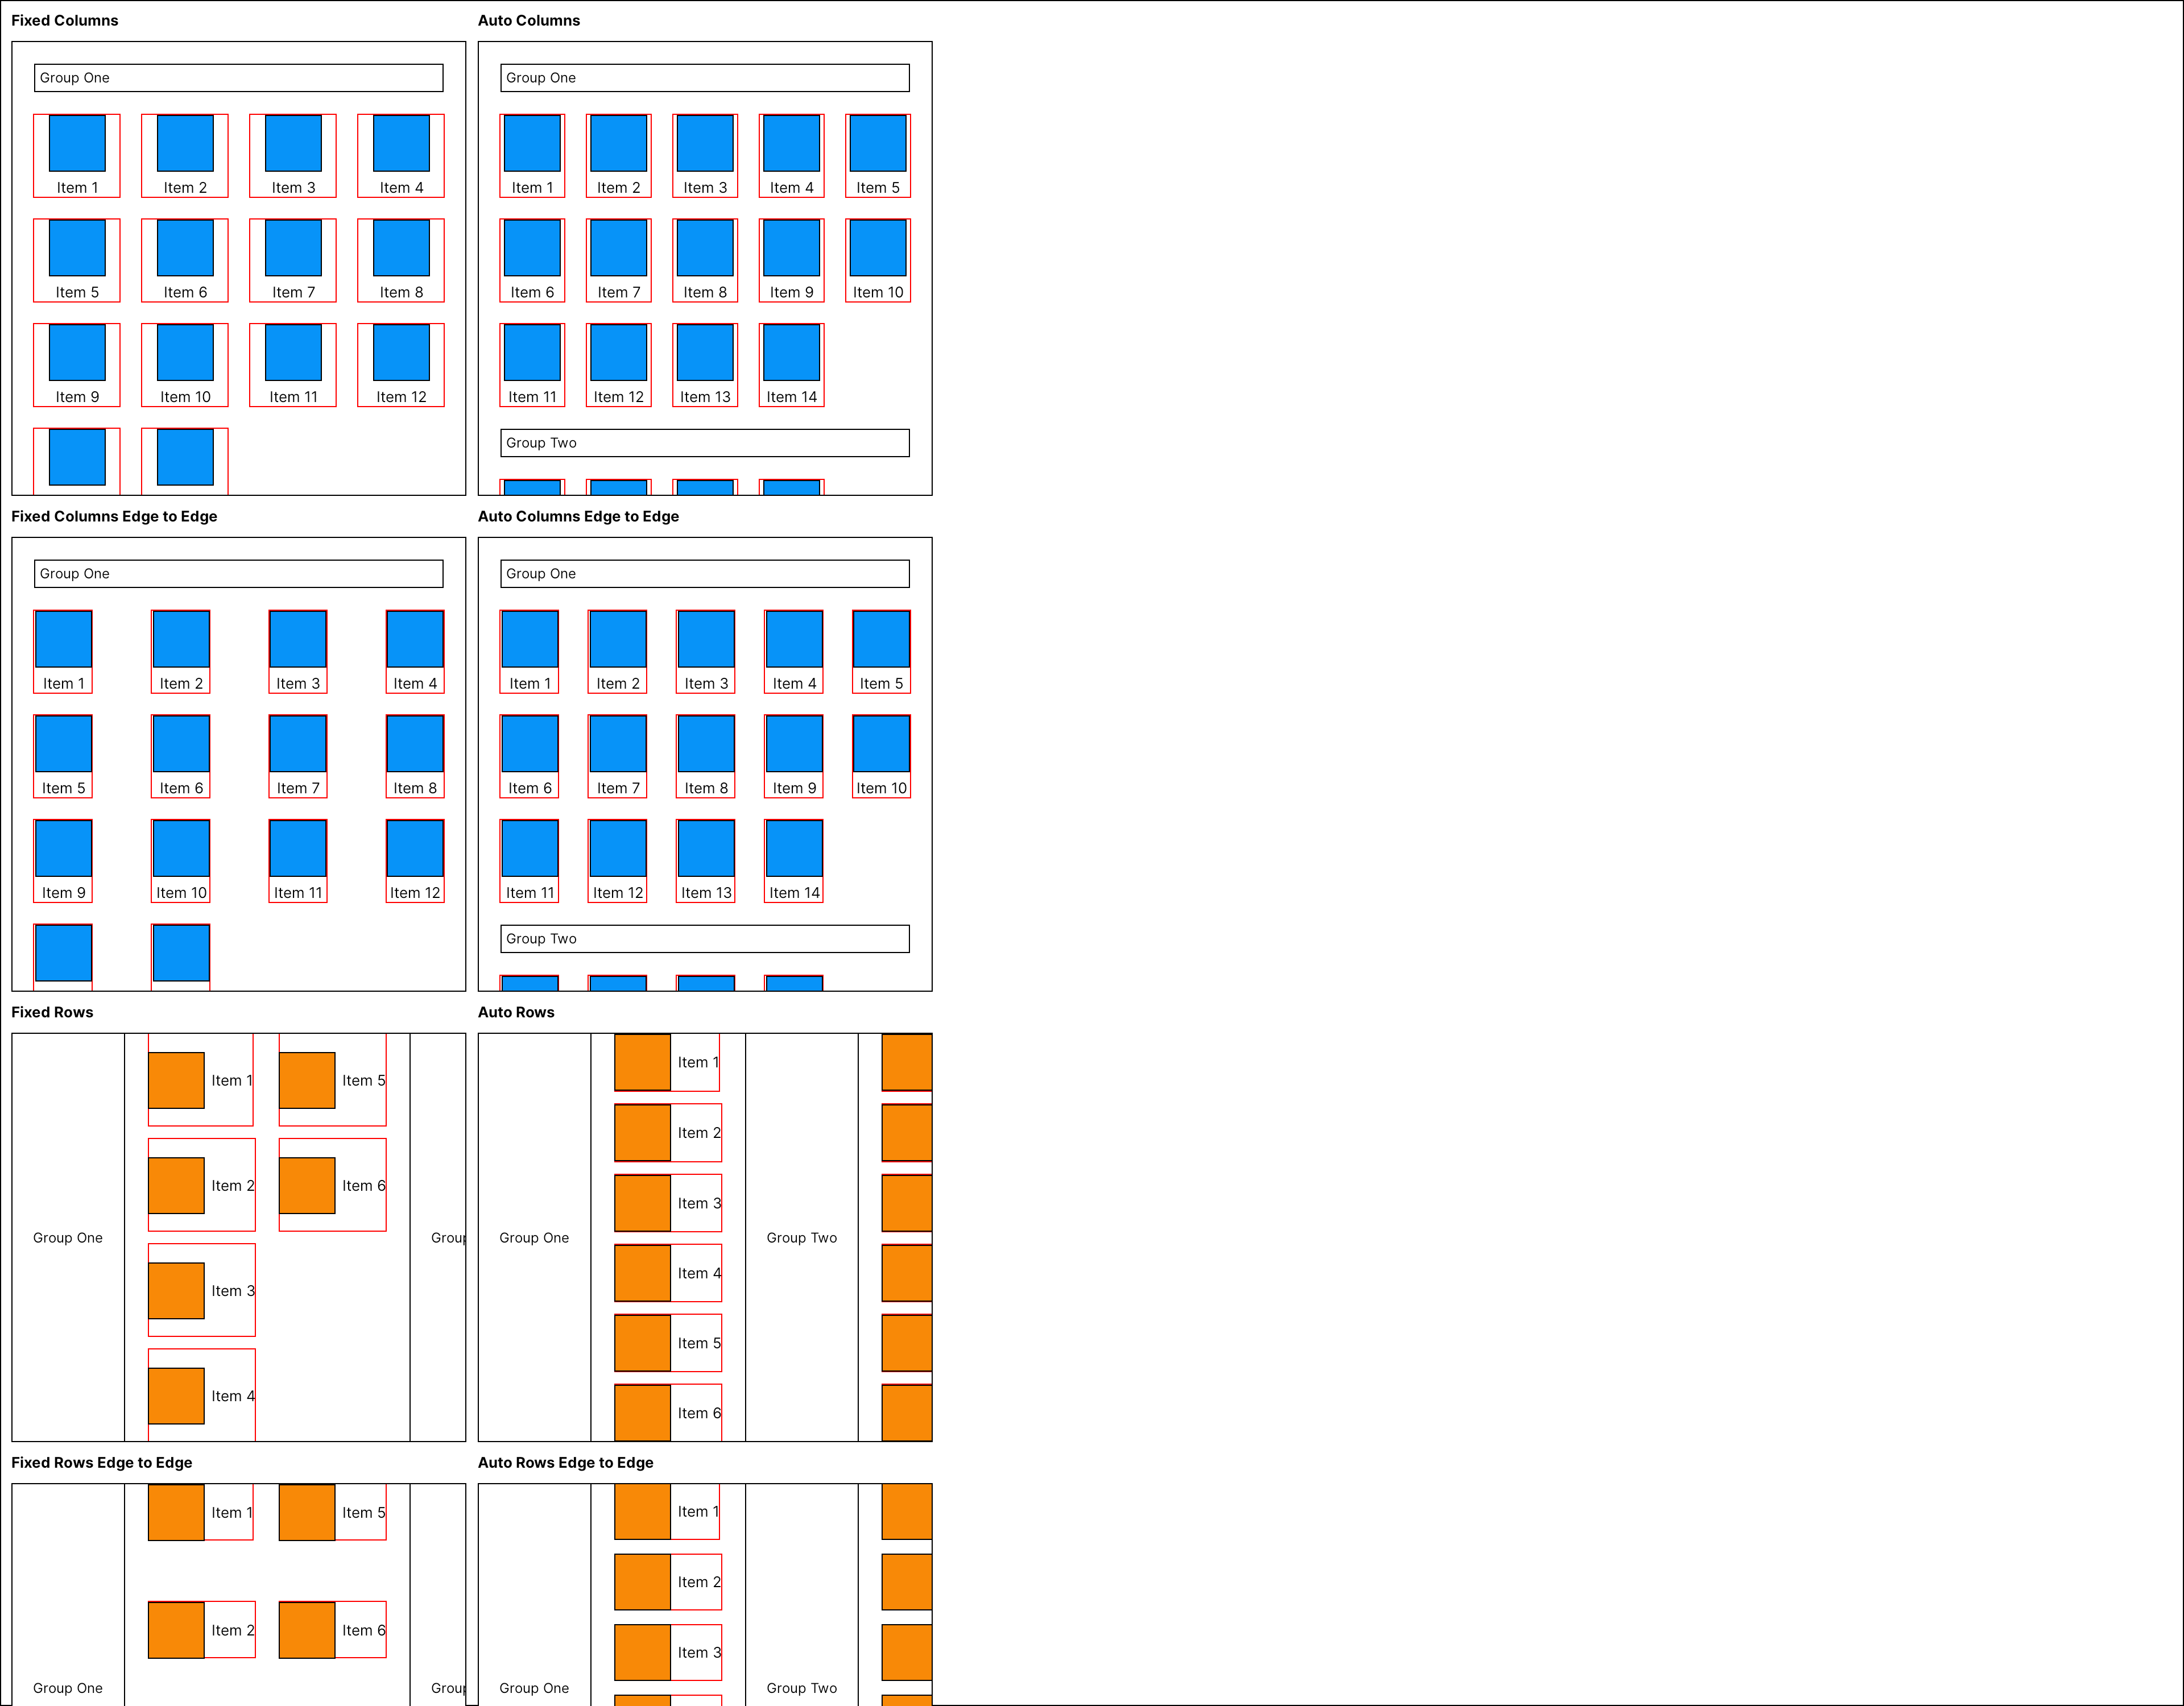 Fixed Columns
Group One
Item 1 Item 2 Item 3 Item 4
Item 5 Item 6 Item 7 Item 8
Item 9 Item 10 Item 11 Item 12
Auto Columns
Group One
Item 1 Item 2 Item 3 Item 4 Item 5
Item 6 Item 7 Item 8 Item 9 Item 10
Item 11 Item 12 Item 13 Item 14
Group Two
Fixed Columns Edge to Edge
Group One
Item 1 Item 2 Item 3 Item 4
Item 5 Item 6 Item 7 Item 8
Item 9 Item 10 Item 11 Item 12
Auto Columns Edge to Edge
Group One
Item 1 Item 2 Item 3 Item 4 Item 5
Item 6 Item 7 Item 8 Item 9 Item 10
Item 11 Item 12 Item 13 Item 14
Group Two
Fixed Rows
Group One
Item 1 Item 5
Item 2 Item 6
Item 3
Item 4
Group
Auto Rows
Group One
Item 1
Item 2
Item 3
Item 4
Item 5
Item 6
Group Two
Fixed Rows Edge to Edge
Item 1 Item 5
Item 2 Item 6
Group One
Group
Auto Rows Edge to Edge
Item 1
Item 2
Item 3
Group One
Group Two